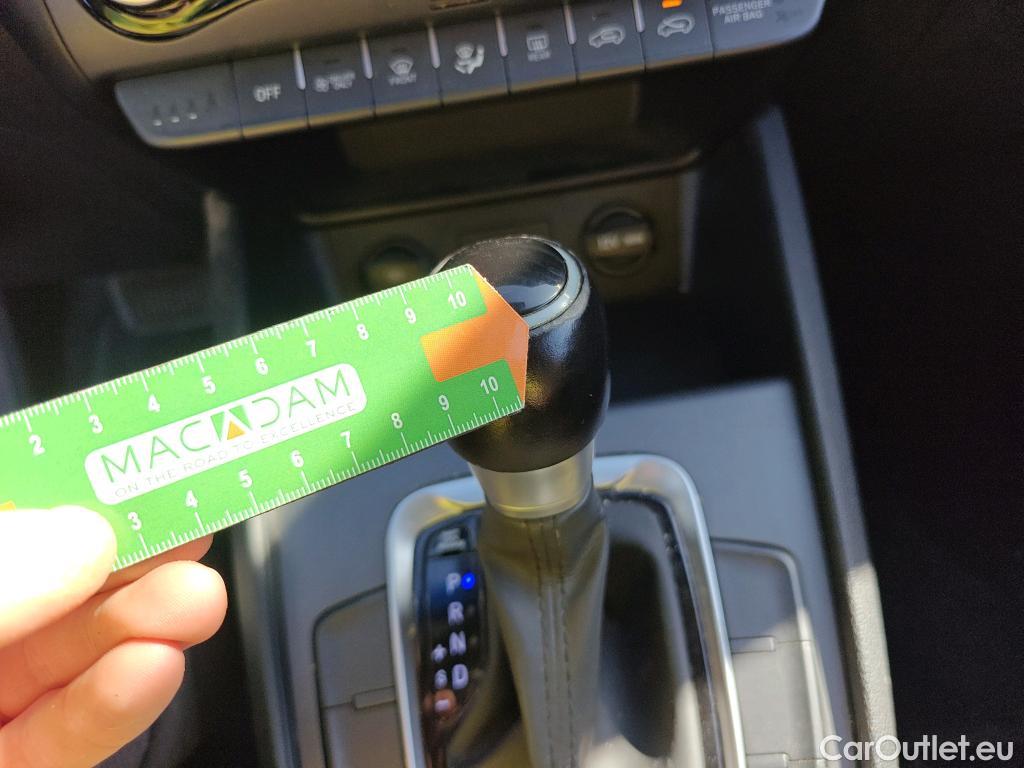 PASSENGER
AIR BAG
OFF
FRONT
REAR
10
9
8
7
6
5
4
3
2
MACADAM
ON THE ROAD TO EXCELLENCE
10
9
8
7
6
5
4
3
P
R
N
D
CarOutlet.eu